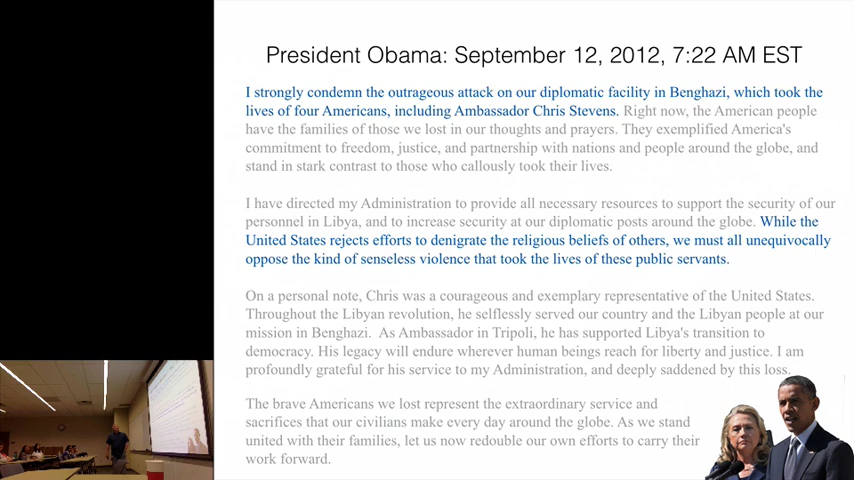 President Obama: September 12, 2012, 7:22 AM EST
I strongly condemn the outrageous attack on our diplomatic facility in Benghazi, which took the
lives of four Americans, including Ambassador Chris Stevens. Right now, the American people
have the families of those we lost in our thoughts and prayers. They exemplified America's
commitment to freedom, justice, and partnership with nations and people around the globe, and
stand in stark contrast to those who callously took their lives.
I have directed my Administration to provide all necessary resources to support the security of our
personnel in Libya, and to increase security at our diplomatic posts around the globe. While the
United States rejects efforts to denigrate the religious beliefs of others, we must all unequivocally
oppose the kind of senseless violence that took the lives of these public servants.
On a personal note, Chris was a courageous and exemplary representative of the United States.
Throughout the Libyan revolution, he selflessly served our country and the Libyan people at our
mission in Benghazi.  As Ambassador in Tripoli, he has supported Libya's transition to
democracy. His legacy will endure wherever human beings reach for liberty and justice. I am
profoundly grateful for his service to my Administration, and deeply saddened by this loss.
The brave Americans we lost represent the extraordinary service and
sacrifices that our civilians make every day around the globe. As we stand
united with their families, let us now redouble our own efforts to carry their
work forward.